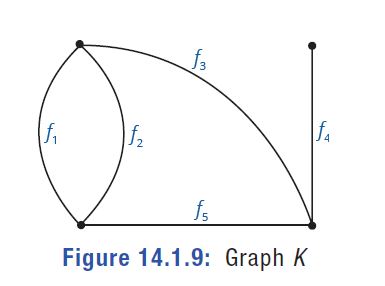 f₃
f₁
f₂
f₄
f₅
Figure 14.1.9: Graph K